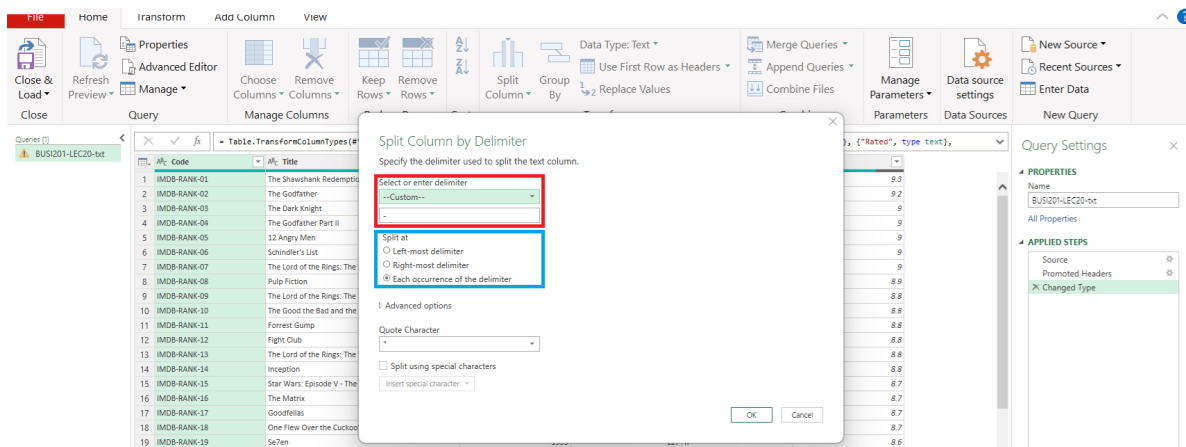 File Home Transform Add Column View
Close & Load
Refresh Preview
Properties
Advanced Editor
Manage
Choose Columns
Remove Columns
Keep Rows
Remove Rows
Split Column
Group By
Data Type: Text
Use First Row as Headers
Replace Values
Merge Queries
Append Queries
Combine Files
Manage Parameters
Data source settings
New Source
Recent Sources
Enter Data
Close Query Manage Columns Parameters Data Sources New Query
Queries [1]
BUSI201-LEC20-txt
fx = Table.TransformColumnTypes(#" }, {"Rated", type text},
Code Title
1 IMDB-RANK-01 The Shawshank Redemptio 9.3
2 IMDB-RANK-02 The Godfather 9.2
3 IMDB-RANK-03 The Dark Knight 9
4 IMDB-RANK-04 The Godfather Part II 9
5 IMDB-RANK-05 12 Angry Men 9
6 IMDB-RANK-06 Schindler's List 9
7 IMDB-RANK-07 The Lord of the Rings: The 9
8 IMDB-RANK-08 Pulp Fiction 8.9
9 IMDB-RANK-09 The Lord of the Rings: The 8.8
10 IMDB-RANK-10 The Good the Bad and the 8.8
11 IMDB-RANK-11 Forrest Gump 8.8
12 IMDB-RANK-12 Fight Club 8.8
13 IMDB-RANK-13 The Lord of the Rings: The 8.8
14 IMDB-RANK-14 Inception 8.8
15 IMDB-RANK-15 Star Wars: Episode V - The 8.7
16 IMDB-RANK-16 The Matrix 8.7
17 IMDB-RANK-17 Goodfellas 8.7
18 IMDB-RANK-18 One Flew Over the Cuckoo 8.7
19 IMDB-RANK-19 Se7en 8.6
Split Column by Delimiter
Specify the delimiter used to split the text column.
Select or enter delimiter
--Custom--
-
Split at
Left-most delimiter
Right-most delimiter
Each occurrence of the delimiter
Advanced options
Quote Character
"
Split using special characters
Insert special character
OK Cancel
Query Settings
PROPERTIES
Name
BUSI201-LEC20-txt
All Properties
APPLIED STEPS
Source
Promoted Headers
Changed Type